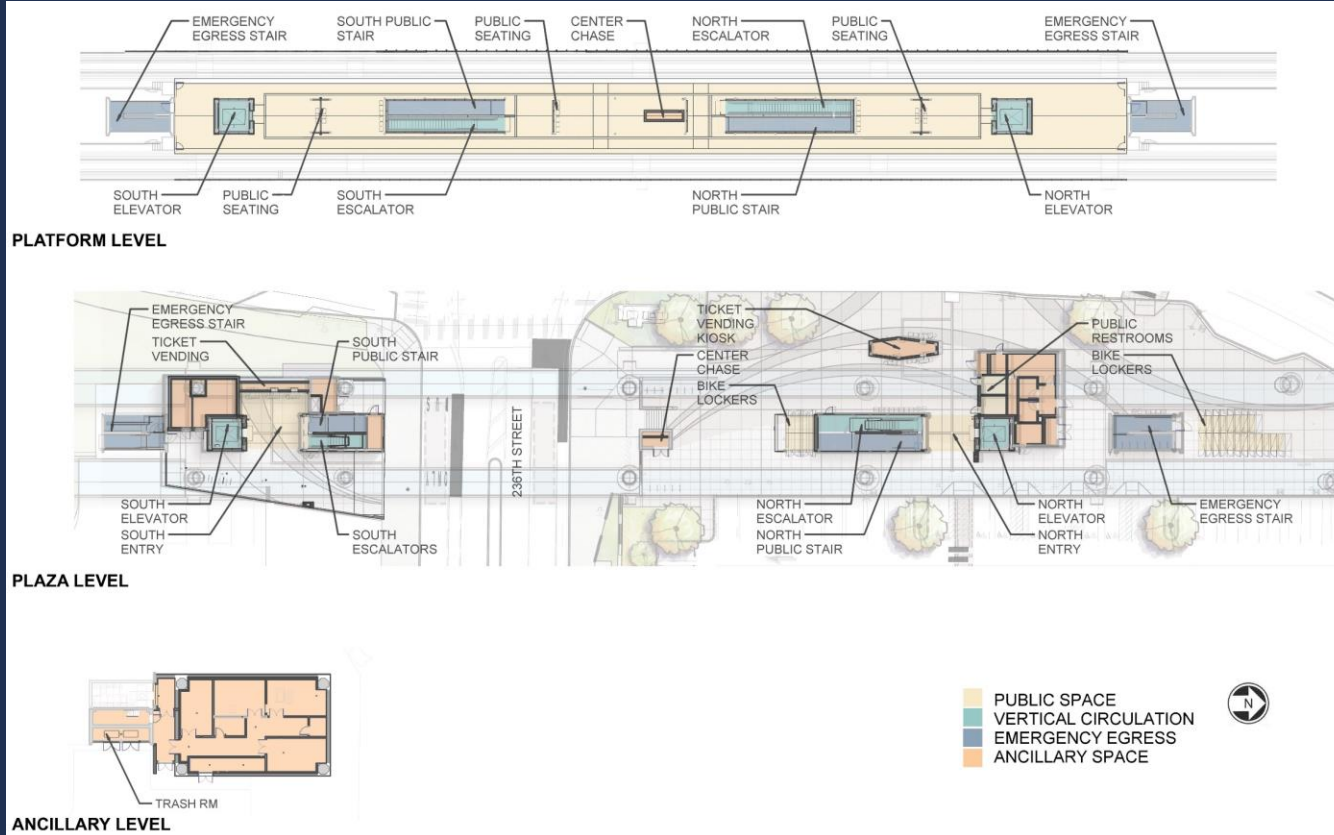 EMERGENCY
EGRESS STAIR
SOUTH PUBLIC
STAIR
PUBLIC
SEATING
CENTER
CHASE
NORTH
ESCALATOR
PUBLIC
SEATING
EMERGENCY
EGRESS STAIR
SOUTH
ELEVATOR
PUBLIC
SEATING
SOUTH
ESCALATOR
NORTH
PUBLIC STAIR
NORTH
ELEVATOR
PLATFORM LEVEL
EMERGENCY
EGRESS STAIR
TICKET
VENDING
SOUTH
PUBLIC STAIR
TICKET
VENDING
KIOSK
CENTER
CHASE
BIKE
LOCKERS
PUBLIC
RESTROOMS
BIKE
LOCKERS
236TH STREET
SOUTH
ELEVATOR
SOUTH
ENTRY
SOUTH
ESCALATORS
NORTH
ESCALATOR
NORTH
PUBLIC STAIR
NORTH
ELEVATOR
NORTH
ENTRY
EMERGENCY
EGRESS STAIR
PLAZA LEVEL
TRASH RM
ANCILLARY LEVEL
PUBLIC SPACE
VERTICAL CIRCULATION
EMERGENCY EGRESS
ANCILLARY SPACE
N